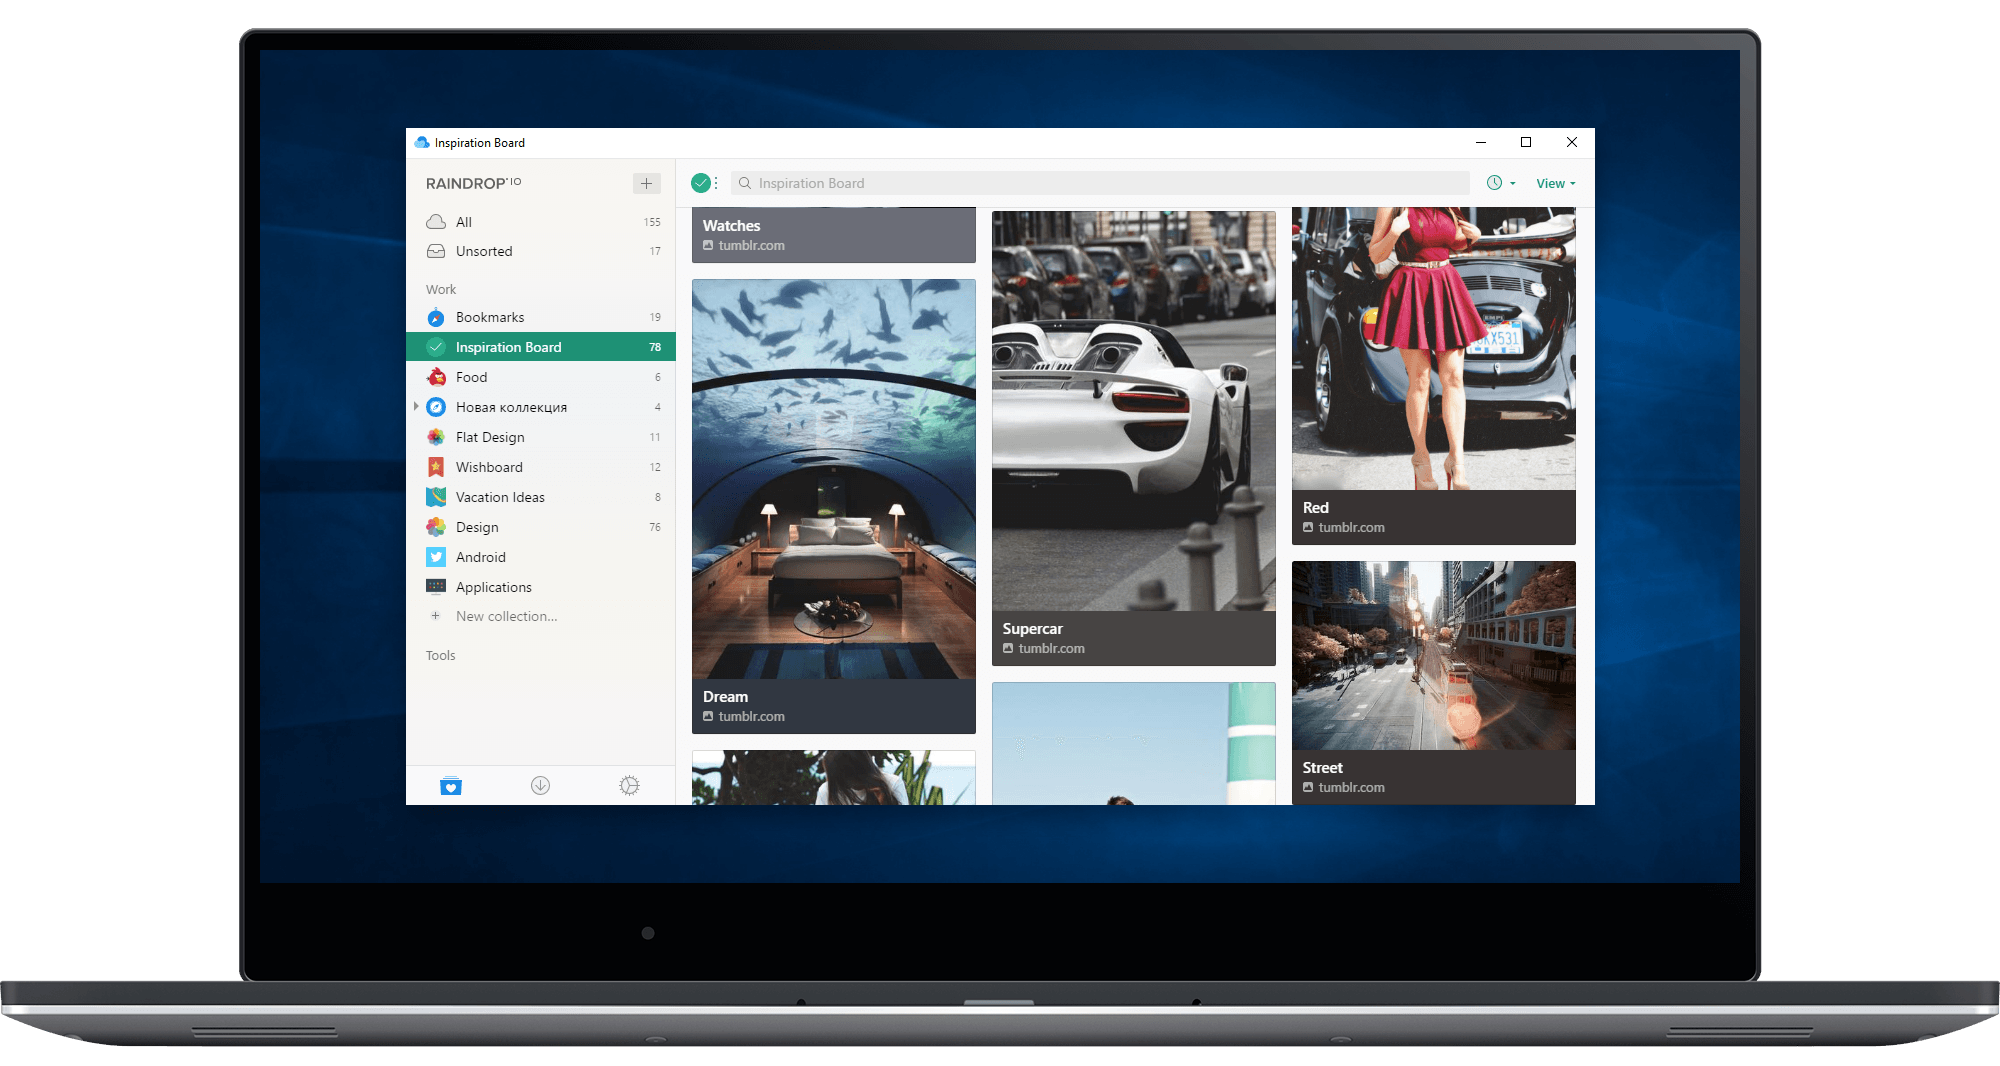 Inspiration Board
RAINDROP.IO
All 155
Unsorted 17
Work
Bookmarks 19
Inspiration Board 78
Food 6
Новая коллекция 4
Flat Design 11
Wishboard 12
Vacation Ideas 8
Design 76
Android
Applications
New collection...
Tools
Inspiration Board
View
Watches
tumblr.com
Dream
tumblr.com
Supercar
tumblr.com
Red
tumblr.com
Street
tumblr.com